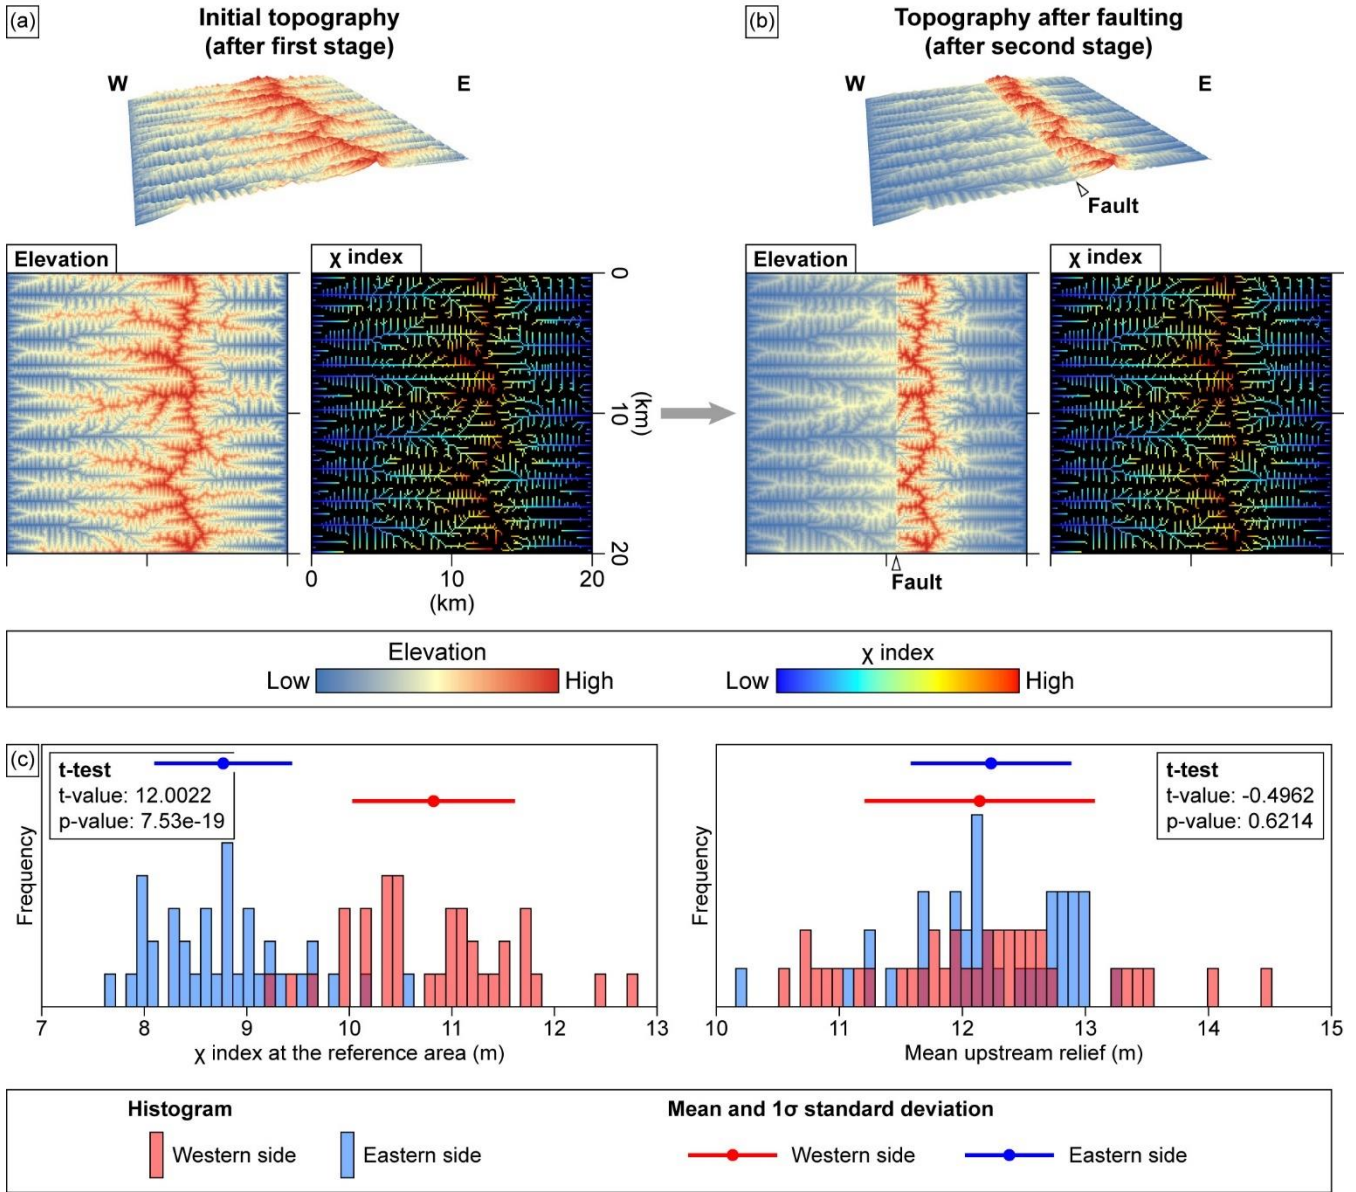 (a)
Initial topography
(after first stage)
W
E
Elevation
χ index
0
10
20
(km)
0
10
20
(km)
(b)
Topography after faulting
(after second stage)
W
E
Fault
Elevation
χ index
Fault
Elevation
Low
High
χ index
Low
High
(c)
t-test
t-value: 12.0022
p-value: 7.53e-19
Frequency
7
8
9
10
11
12
13
χ index at the reference area (m)
t-test
t-value: -0.4962
p-value: 0.6214
Frequency
10
11
12
13
14
15
Mean upstream relief (m)
Histogram
Western side
Eastern side
Mean and 1σ standard deviation
Western side
Eastern side